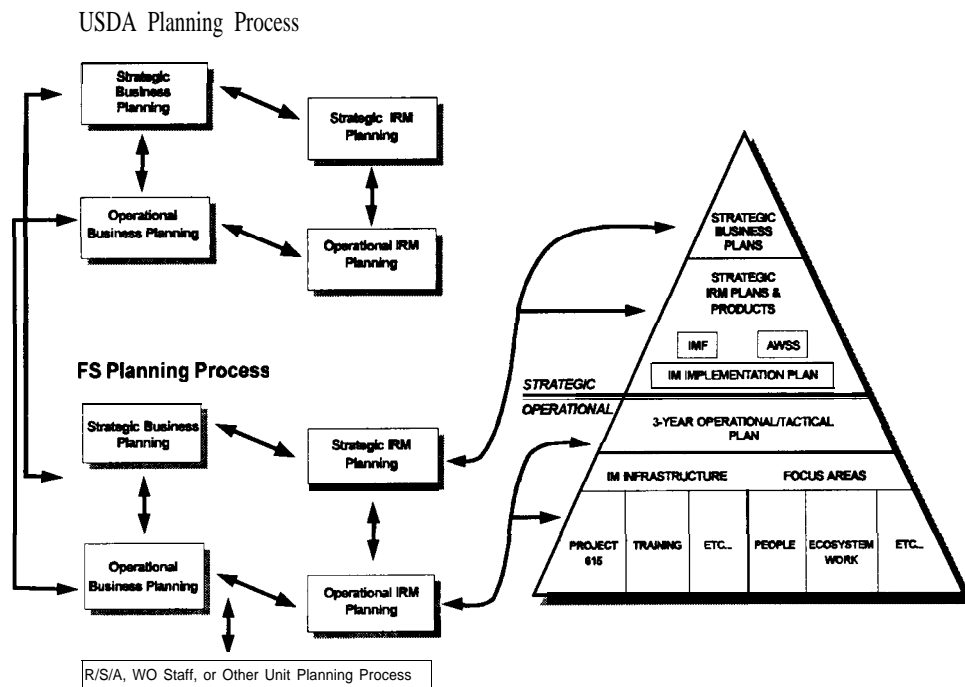 USDA Planning Process
Strategic
Business
Planning
Strategic IRM
Planning
Operational
Business Planning
Operational IRM
Planning
FS Planning Process
Strategic Business
Planning
Strategic IRM
Planning
Operational
Business Planning
Operational IRM
Planning
R/S/A, WO Staff, or Other Unit Planning Process
STRATEGIC
BUSINESS
PLANS
STRATEGIC
IRM PLANS &
PRODUCTS
IMF
AWSS
IM IMPLEMENTATION PLAN
STRATEGIC
OPERATIONAL
3-YEAR OPERATIONAL/TACTICAL
PLAN
IM INFRASTRUCTURE
FOCUS AREAS
PROJECT
615
TRAINING
ETC...
PEOPLE
ECOSYSTEM
WORK
ETC...